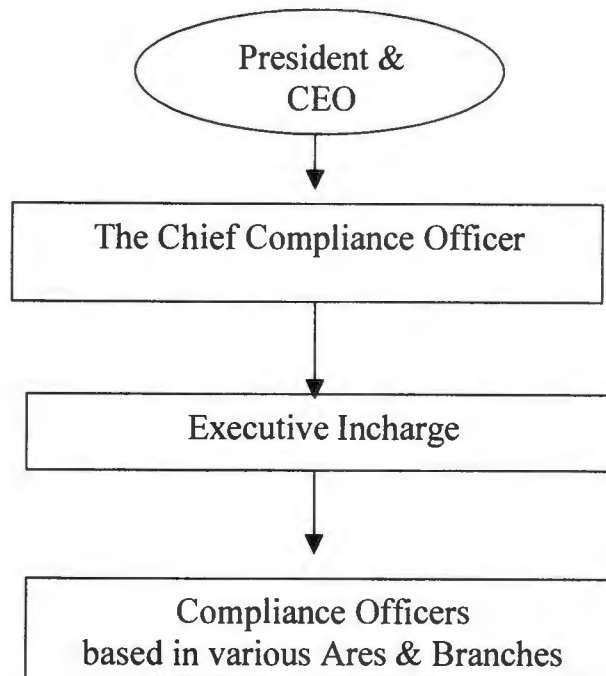 President &
CEO
The Chief Compliance Officer
Executive Incharge
Compliance Officers
based in various Ares & Branches